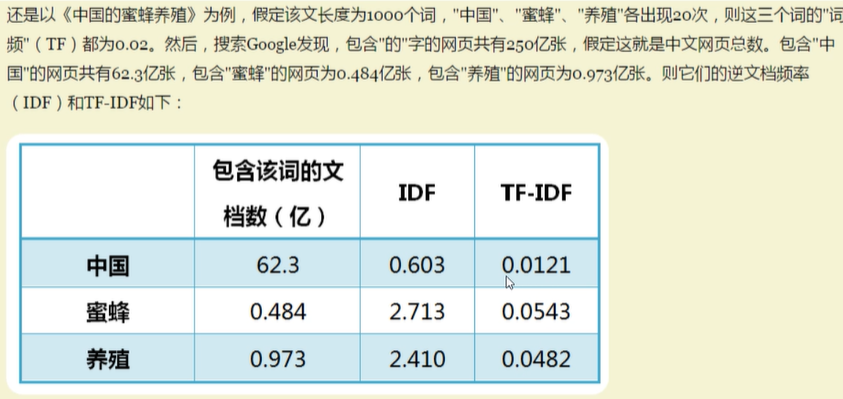 还是以《中国的蜜蜂养殖》为例，假定该文长度为1000个词，"中国"、"蜜蜂"、"养殖"各出现20次，则这三个词的"词
频"（TF）都为0.02。然后，搜索Google发现，包含"的"字的网页共有250亿张，假定这就是中文网页总数。包含"中
国"的网页共有62.3亿张，包含"蜜蜂"的网页为0.484亿张，包含"养殖"的网页为0.973亿张。则它们的逆文档频率
（IDF）和TF-IDF如下：
包含该词的文
档数（亿） IDF TF-IDF
中国 62.3 0.603 0.0121
蜜蜂 0.484 2.713 0.0543
养殖 0.973 2.410 0.0482